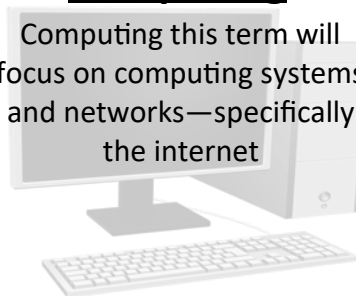 Computing this term will
focus on computing systems
and networks—specifically
the internet